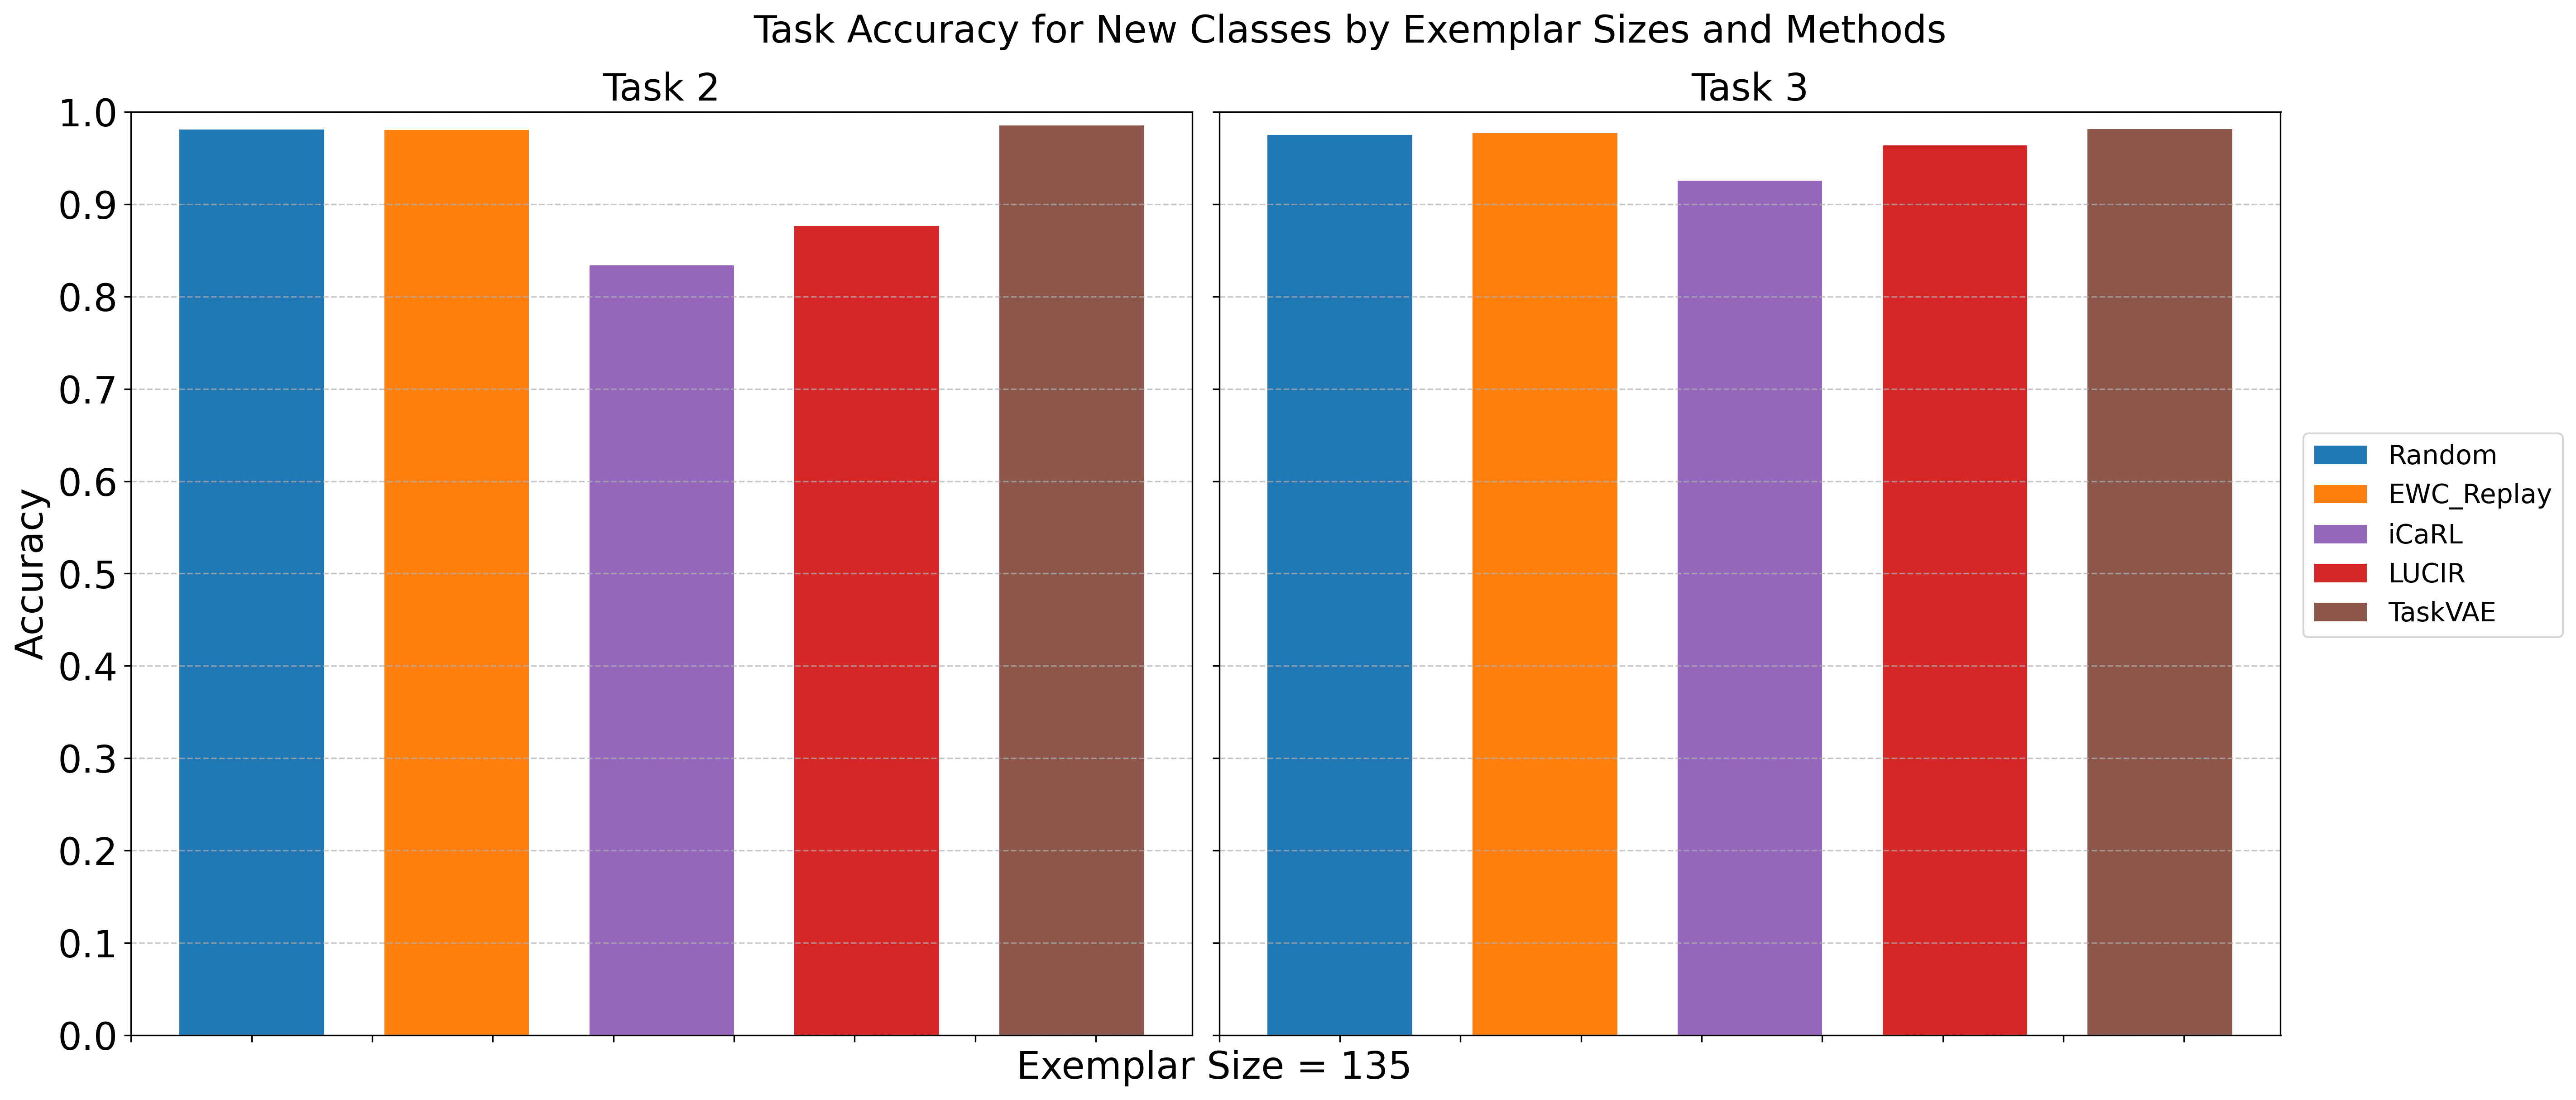 Task Accuracy for New Classes by Exemplar Sizes and Methods
Task 2
Task 3
1.0
0.9
0.8
0.7
0.6
0.5
0.4
0.3
0.2
0.1
0.0
Accuracy
Exemplar Size = 135
Random
EWC_Replay
iCaRL
LUCIR
TaskVAE